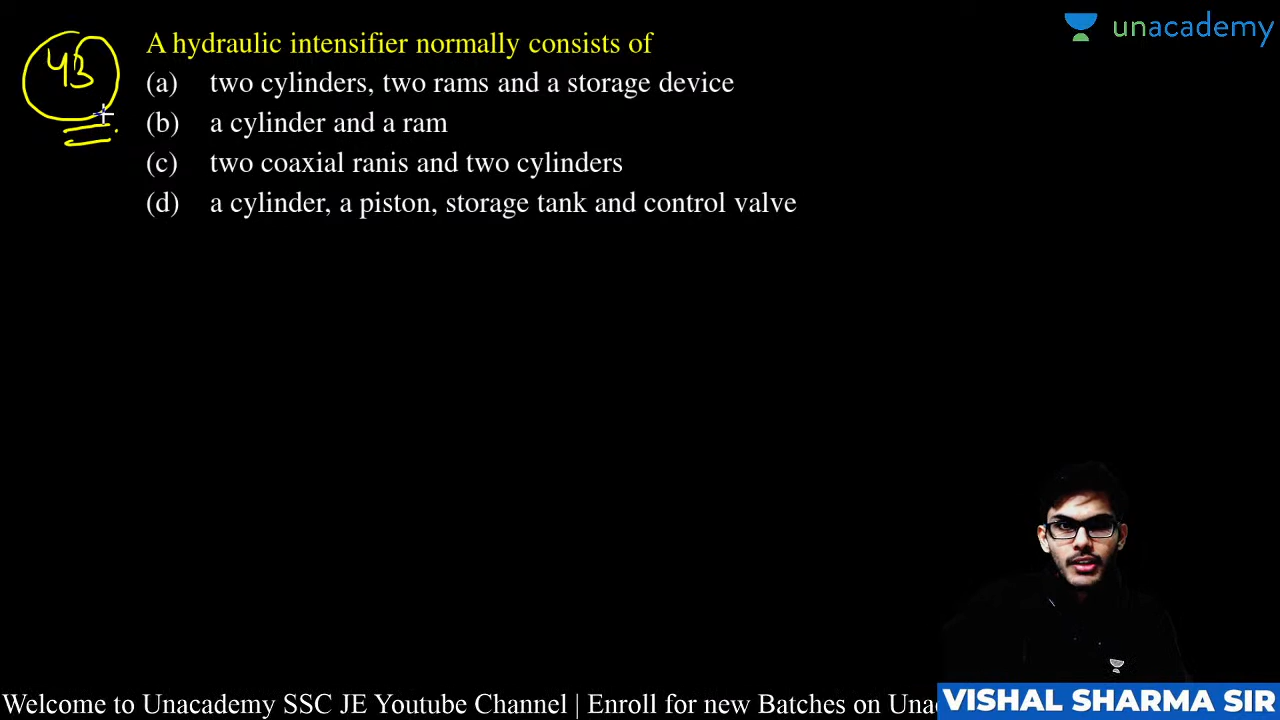 unacademy
43
A hydraulic intensifier normally consists of
(a) two cylinders, two rams and a storage device
(b) a cylinder and a ram
(c) two coaxial ranis and two cylinders
(d) a cylinder, a piston, storage tank and control valve
Welcome to Unacademy SSC JE Youtube Channel | Enroll for new Batches on
VISHAL SHARMA SIR